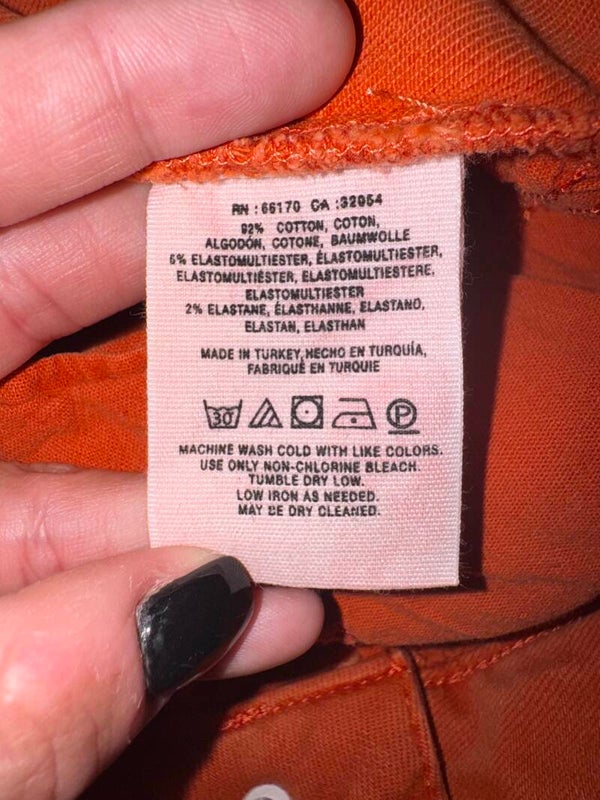 RN : 66170 CA : 32054
92% COTTON, COTON,
ALGODÓN, COTONE, BAUMWOLLE
6% ELASTOMULTIESTER, ÉLASTOMULTIESTER,
ELASTOMULTIÉSTER, ELASTOMULTIESTERE,
ELASTOMULTIESTER
2% ELASTANE, ÉLASTHANNE, ELASTANO,
ELASTAN, ELASTHAN
MADE IN TURKEY, HECHO EN TURQUÍA,
FABRIQUÉ EN TURQUIE
30 P
MACHINE WASH COLD WITH LIKE COLORS.
USE ONLY NON-CHLORINE BLEACH.
TUMBLE DRY LOW.
LOW IRON AS NEEDED.
MAY BE DRY CLEANED.